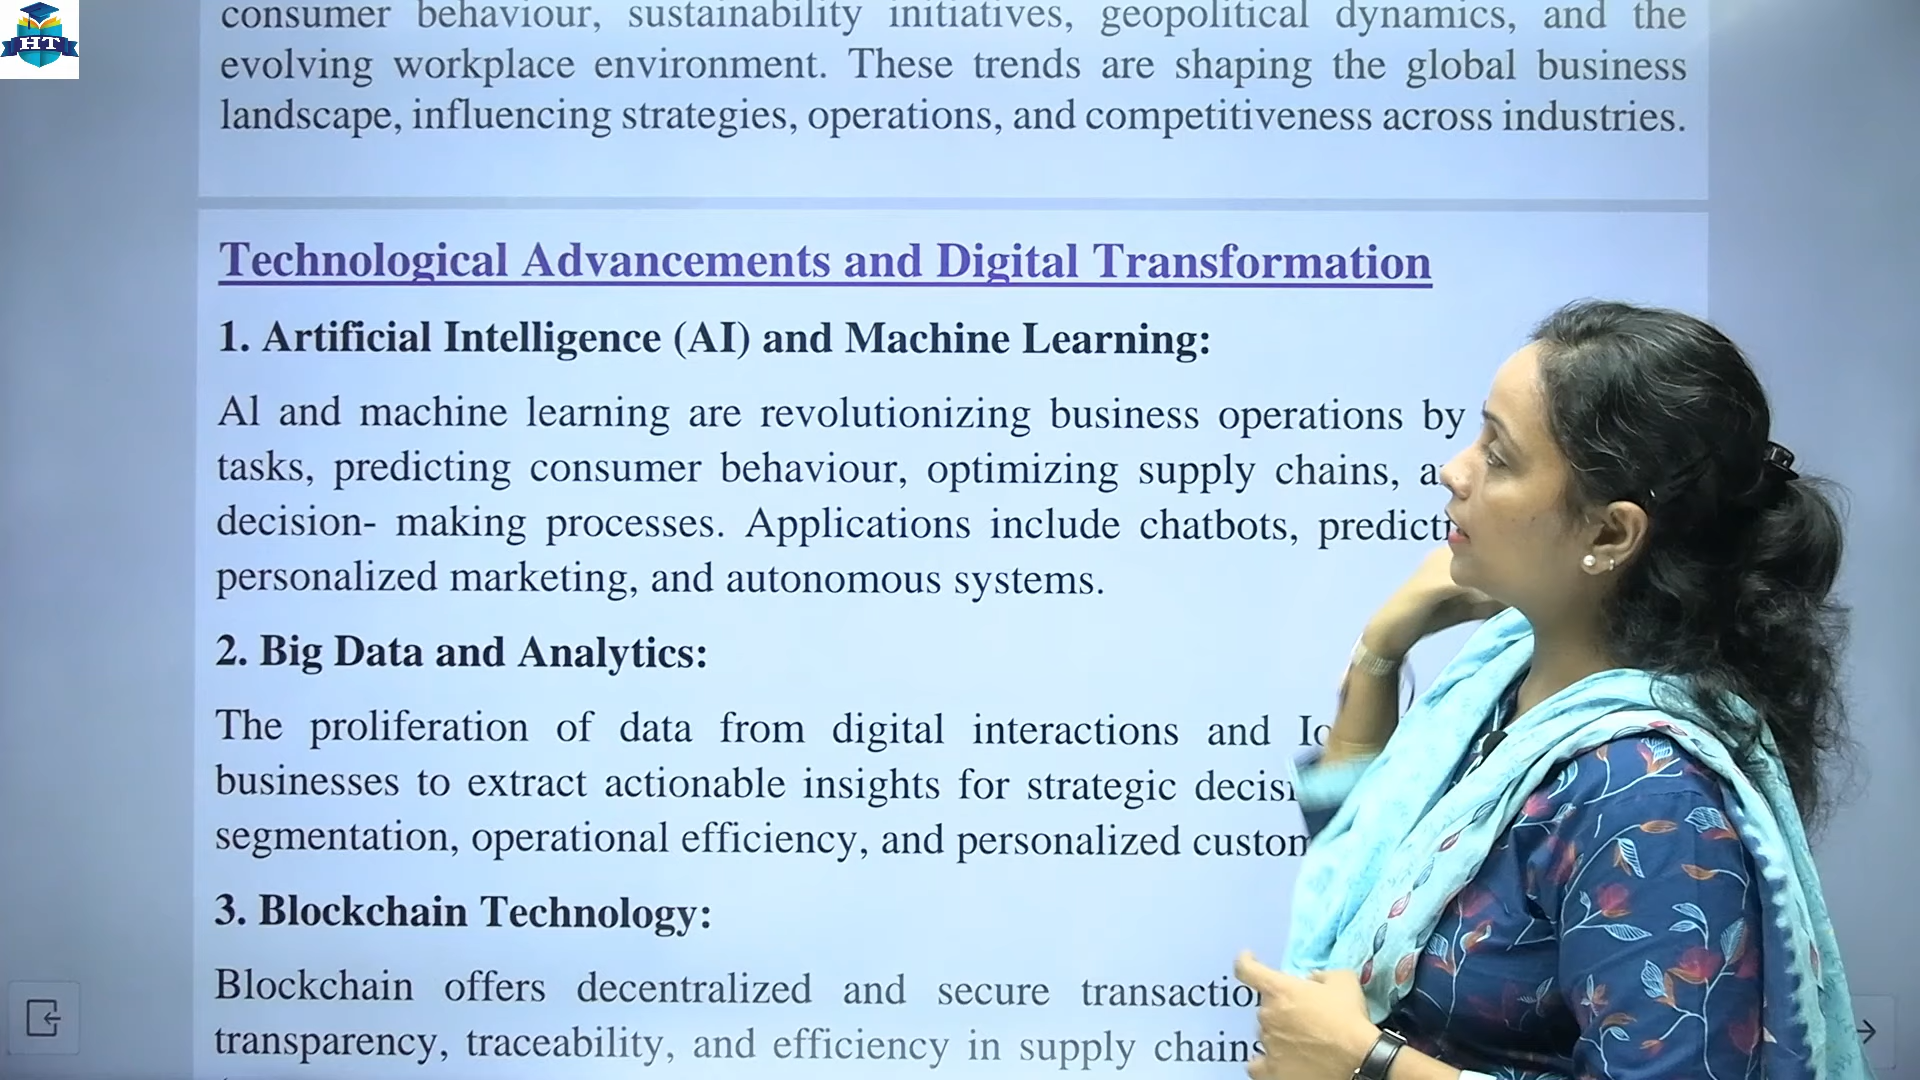 HT
consumer behaviour, sustainability initiatives, geopolitical dynamics, and the
evolving workplace environment. These trends are shaping the global business
landscape, influencing strategies, operations, and competitiveness across industries.
Technological Advancements and Digital Transformation
1. Artificial Intelligence (AI) and Machine Learning:
Al and machine learning are revolutionizing business operations by
tasks, predicting consumer behaviour, optimizing supply chains,
decision- making processes. Applications include chatbots,
personalized marketing, and autonomous systems.
2. Big Data and Analytics:
The proliferation of data from digital interactions and
businesses to extract actionable insights for strategic
segmentation, operational efficiency, and personalized
3. Blockchain Technology:
Blockchain offers decentralized and secure
transparency, traceability, and efficiency in supply chains